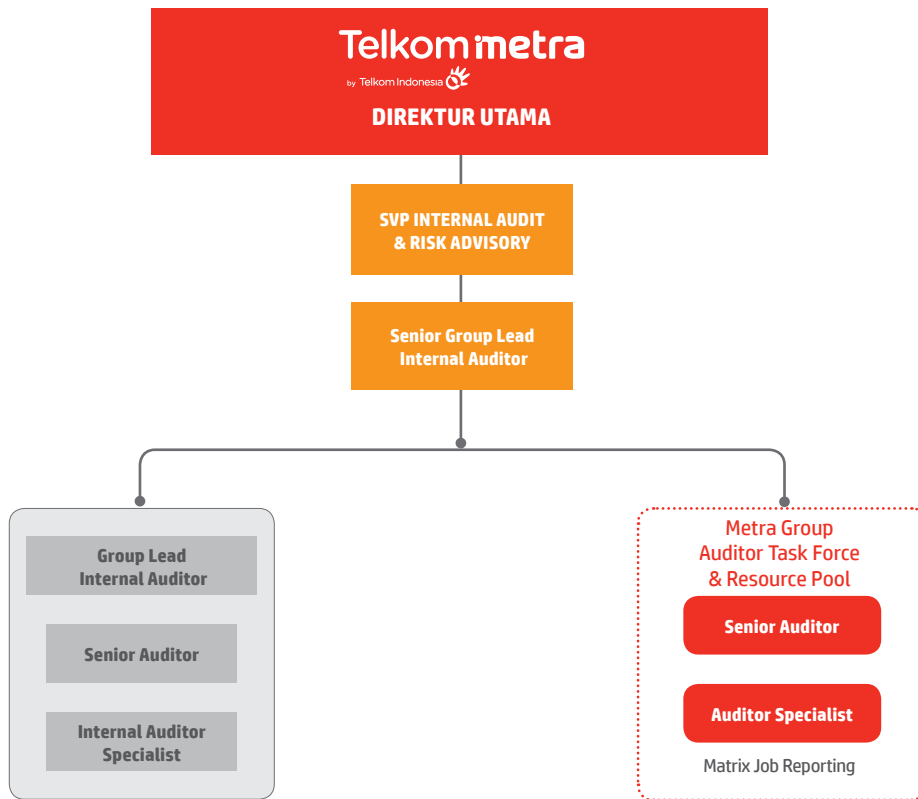 Telkom metra
by Telkom Indonesia
DIREKTUR UTAMA
SVP INTERNAL AUDIT
& RISK ADVISORY
Senior Group Lead
Internal Auditor
Group Lead
Internal Auditor
Senior Auditor
Internal Auditor
Specialist
Metra Group
Auditor Task Force
& Resource Pool
Senior Auditor
Auditor Specialist
Matrix Job Reporting